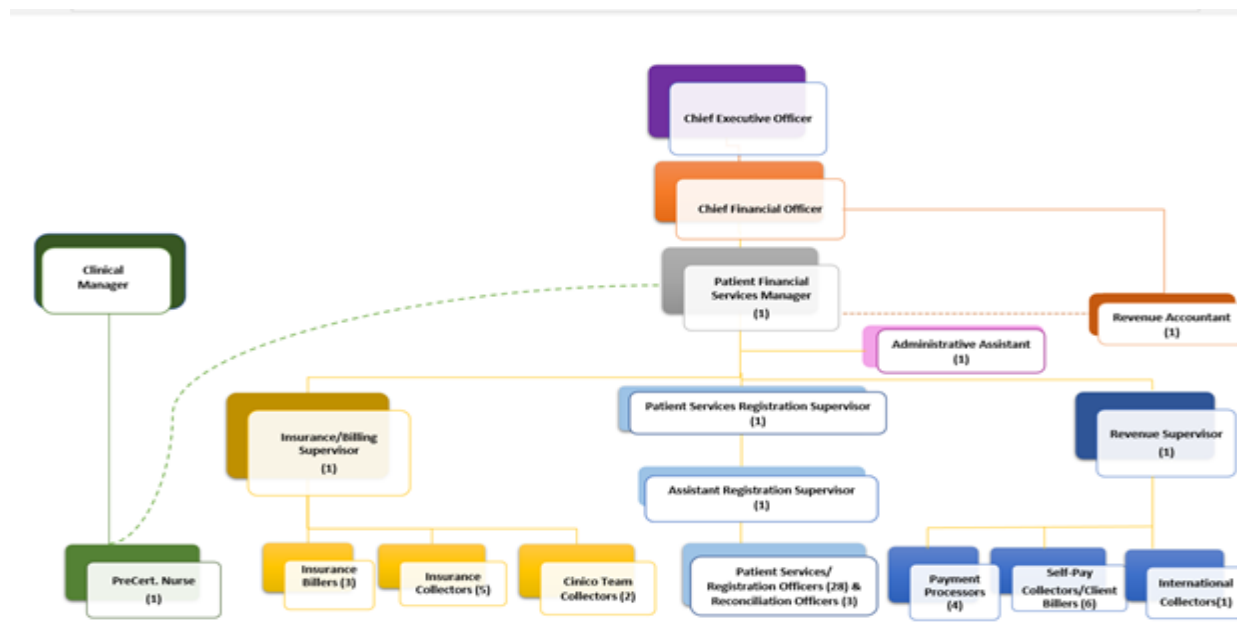 Chief Executive Officer
Chief Financial Officer
Clinical
Manager
Patient Financial
Services Manager
(1)
Revenue Accountant
(1)
Administrative Assistant
(1)
Insurance/Billing
Supervisor
(1)
Patient Services Registration Supervisor
(1)
Revenue Supervisor
(1)
Assistant Registration Supervisor
(1)
PreCert. Nurse
(1)
Insurance
Billers (3)
Insurance
Collectors (5)
Cinico Team
Collectors (2)
Patient Services/
Registration Officers (28) &
Reconciliation Officers (3)
Payment
Processors
(4)
Self-Pay
Collectors/Client
Billers (6)
International
Collectors(1)